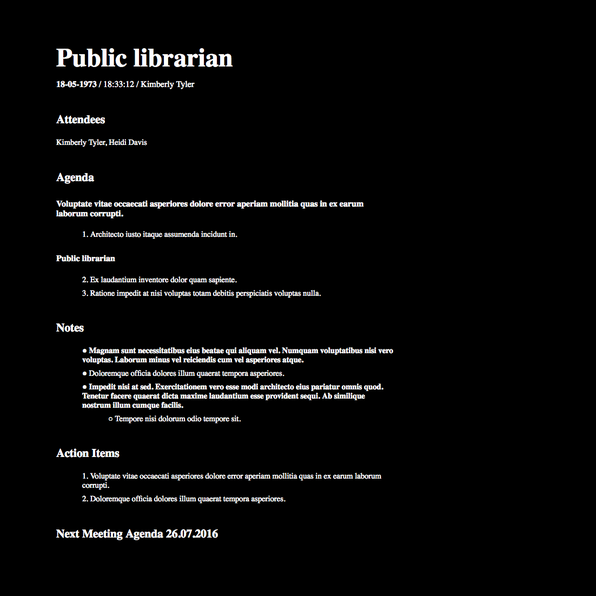 Public librarian
18-05-1973 / 18:33:12 / Kimberly Tyler
Attendees
Kimberly Tyler, Heidi Davis
Agenda
Voluptate vitae occaecati asperiores dolore error aperiam mollitia quas in ex earum
laborum corrupti.
1. Architecto iusto itaque assumenda incidunt in.
Public librarian
2. Ex laudantium inventore dolor quam sapiente.
3. Ratione impedit at nisi voluptas totam debitis perspiciatis voluptas nulla.
Notes
● Magnam sunt necessitatibus eius beatae qui aliquam vel. Numquam voluptatibus nisi vero
voluptas. Laborum minus vel reiciendis cum vel asperiores atque.
● Doloremque officia dolores illum quaerat tempora asperiores.
● Impedit nisi at sed. Exercitationem vero esse modi architecto eius pariatur omnis quod.
Tenetur facere quaerat dicta maxime laudantium esse provident sequi. Ab similique
nostrum illum cumque facilis.
○ Tempore nisi dolorum odio tempore sit.
Action Items
1. Voluptate vitae occaecati asperiores dolore error aperiam mollitia quas in ex earum laborum
corrupti.
2. Doloremque officia dolores illum quaerat tempora asperiores.
Next Meeting Agenda 26.07.2016